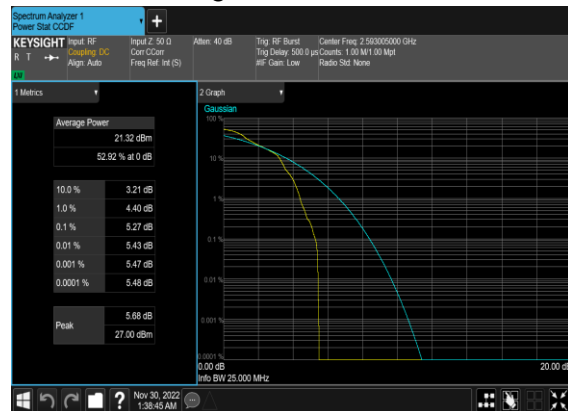 Spectrum Analyzer 1
Power Stat CCDF
+
KEYSIGHT
R T
LW
Input: RF
Coupling: DC
Align: Auto
Input Z: 50 Ω
Corr CCorr
Freq Ref: Int (S)
Atten: 40 dB
Trig: RF Burst
Trig Delay: 500.0 µs
#IF Gain: Low
Center Freq: 2.593005000 GHz
Counts: 1.00 M/1.00 Mpt
Radio Std: None
1 Metrics
Average Power
21.32 dBm
52.92 % at 0 dB
10.0 % 3.21 dB
1.0 % 4.40 dB
0.1 % 5.27 dB
0.01 % 5.43 dB
0.001 % 5.47 dB
0.0001 % 5.48 dB
Peak
5.68 dB
27.00 dBm
2 Graph
Gaussian
100 %
10 %
1 %
0.1 %
0.01 %
0.001 %
0.0001 %
0.00 dB 20.00 dB
Info BW 25.000 MHz
?
Nov 30, 2022
1:38:45 AM